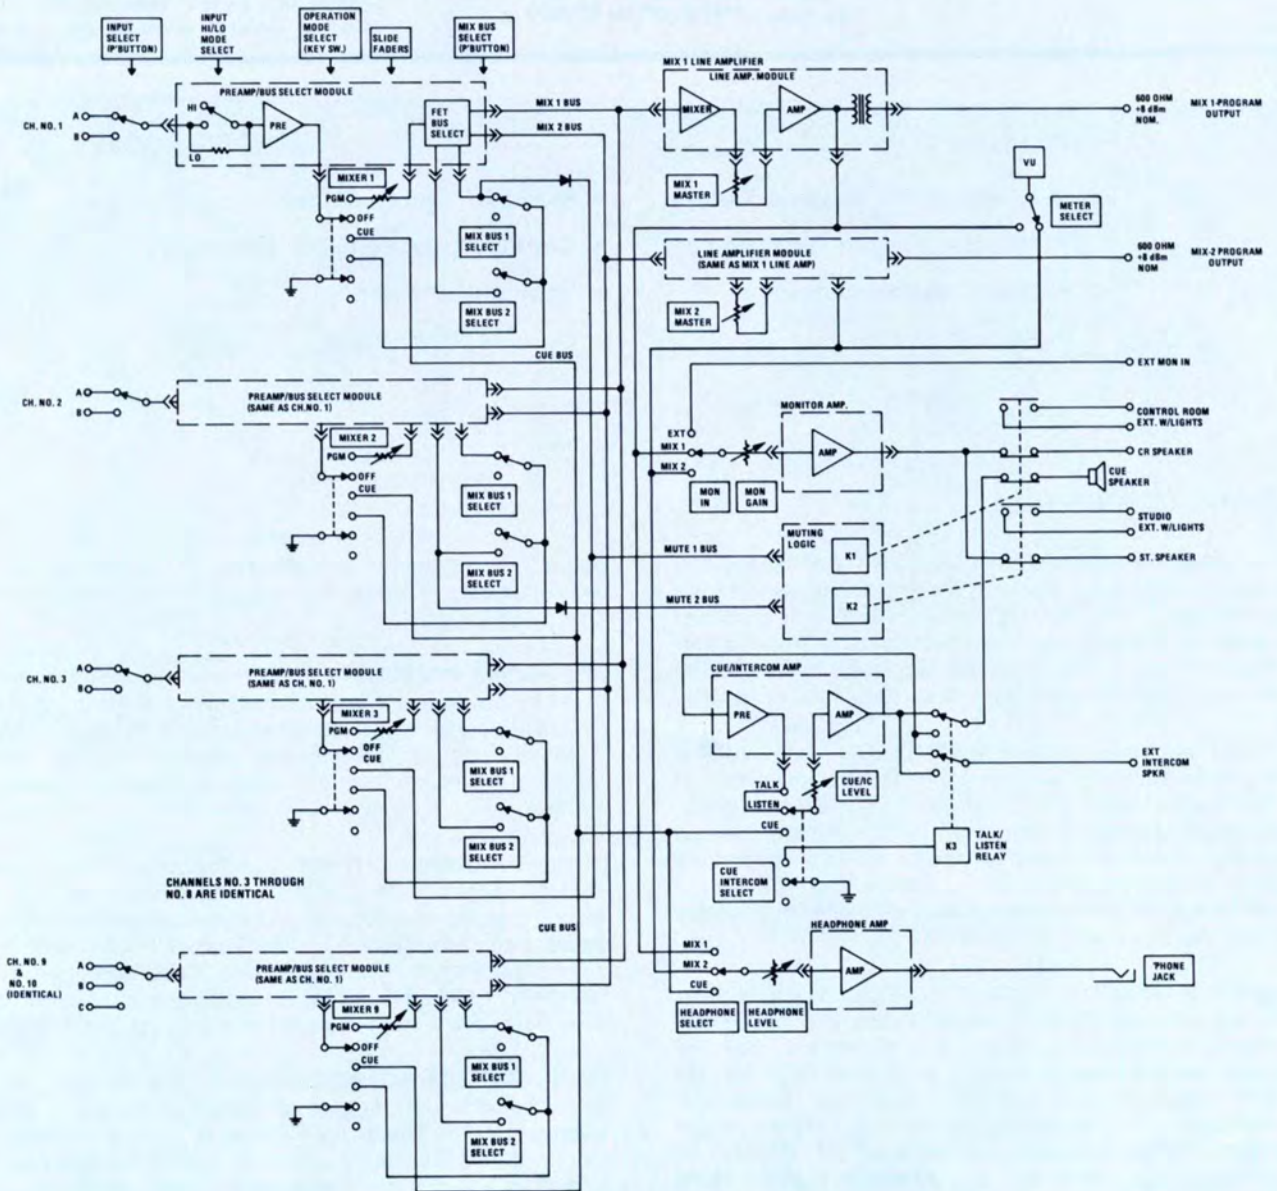 INPUT
SELECT
(P'BUTTON)
INPUT
HI/LO
MODE
SELECT
OPERATION
MODE
SELECT
(KEY SW.)
SLIDE
FADERS
MIX BUS
SELECT
(P'BUTTON)
PREAMP/BUS SELECT MODULE
CH. NO. 1
A
B
HI
LO
PRE
FET
BUS
SELECT
MIX 1 BUS
MIX 2 BUS
MIXER 1
PGM
OFF
CUE
MIX BUS 1
SELECT
MIX BUS 2
SELECT
CUE BUS
MIX 1 LINE AMPLIFIER
LINE AMP. MODULE
MIXER
AMP
MIX 1
MASTER
600 OHM
+8 dBm
NOM.
MIX 1-PROGRAM
OUTPUT
VU
METER
SELECT
LINE AMPLIFIER MODULE
(SAME AS MIX 1 LINE AMP)
MIX 2
MASTER
600 OHM
+8 dBm
NOM
MIX-2 PROGRAM
OUTPUT
CH. NO. 2
A
B
PREAMP/BUS SELECT MODULE
(SAME AS CH.NO. 1)
MIXER 2
PGM
OFF
CUE
MIX BUS 1
SELECT
MIX BUS 2
SELECT
EXT MON IN
MONITOR AMP.
EXT
MIX 1
MIX 2
MON
IN
MON
GAIN
AMP
CONTROL ROOM
EXT. W/LIGHTS
CR SPEAKER
CUE
SPEAKER
STUDIO
EXT. W/LIGHTS
ST. SPEAKER
MUTING
LOGIC
K1
K2
MUTE 1 BUS
MUTE 2 BUS
CH. NO. 3
A
B
PREAMP/BUS SELECT MODULE
(SAME AS CH. NO. 1)
MIXER 3
PGM
OFF
CUE
MIX BUS 1
SELECT
MIX BUS 2
SELECT
CHANNELS NO. 3 THROUGH
NO. 8 ARE IDENTICAL
CUE BUS
CUE/INTERCOM AMP
PRE
AMP
TALK
LISTEN
CUE
CUE/IC
LEVEL
CUE
INTERCOM
SELECT
EXT
INTERCOM
SPKR
K3
TALK/
LISTEN
RELAY
CH. NO. 9
&
NO. 10
(IDENTICAL)
A
B
C
PREAMP/BUS SELECT MODULE
(SAME AS CH. NO. 1)
MIXER 9
PGM
OFF
CUE
MIX BUS 1
SELECT
MIX BUS 2
SELECT
HEADPHONE AMP
MIX 1
MIX 2
CUE
HEADPHONE
SELECT
HEADPHONE
LEVEL
AMP
'PHONE
JACK